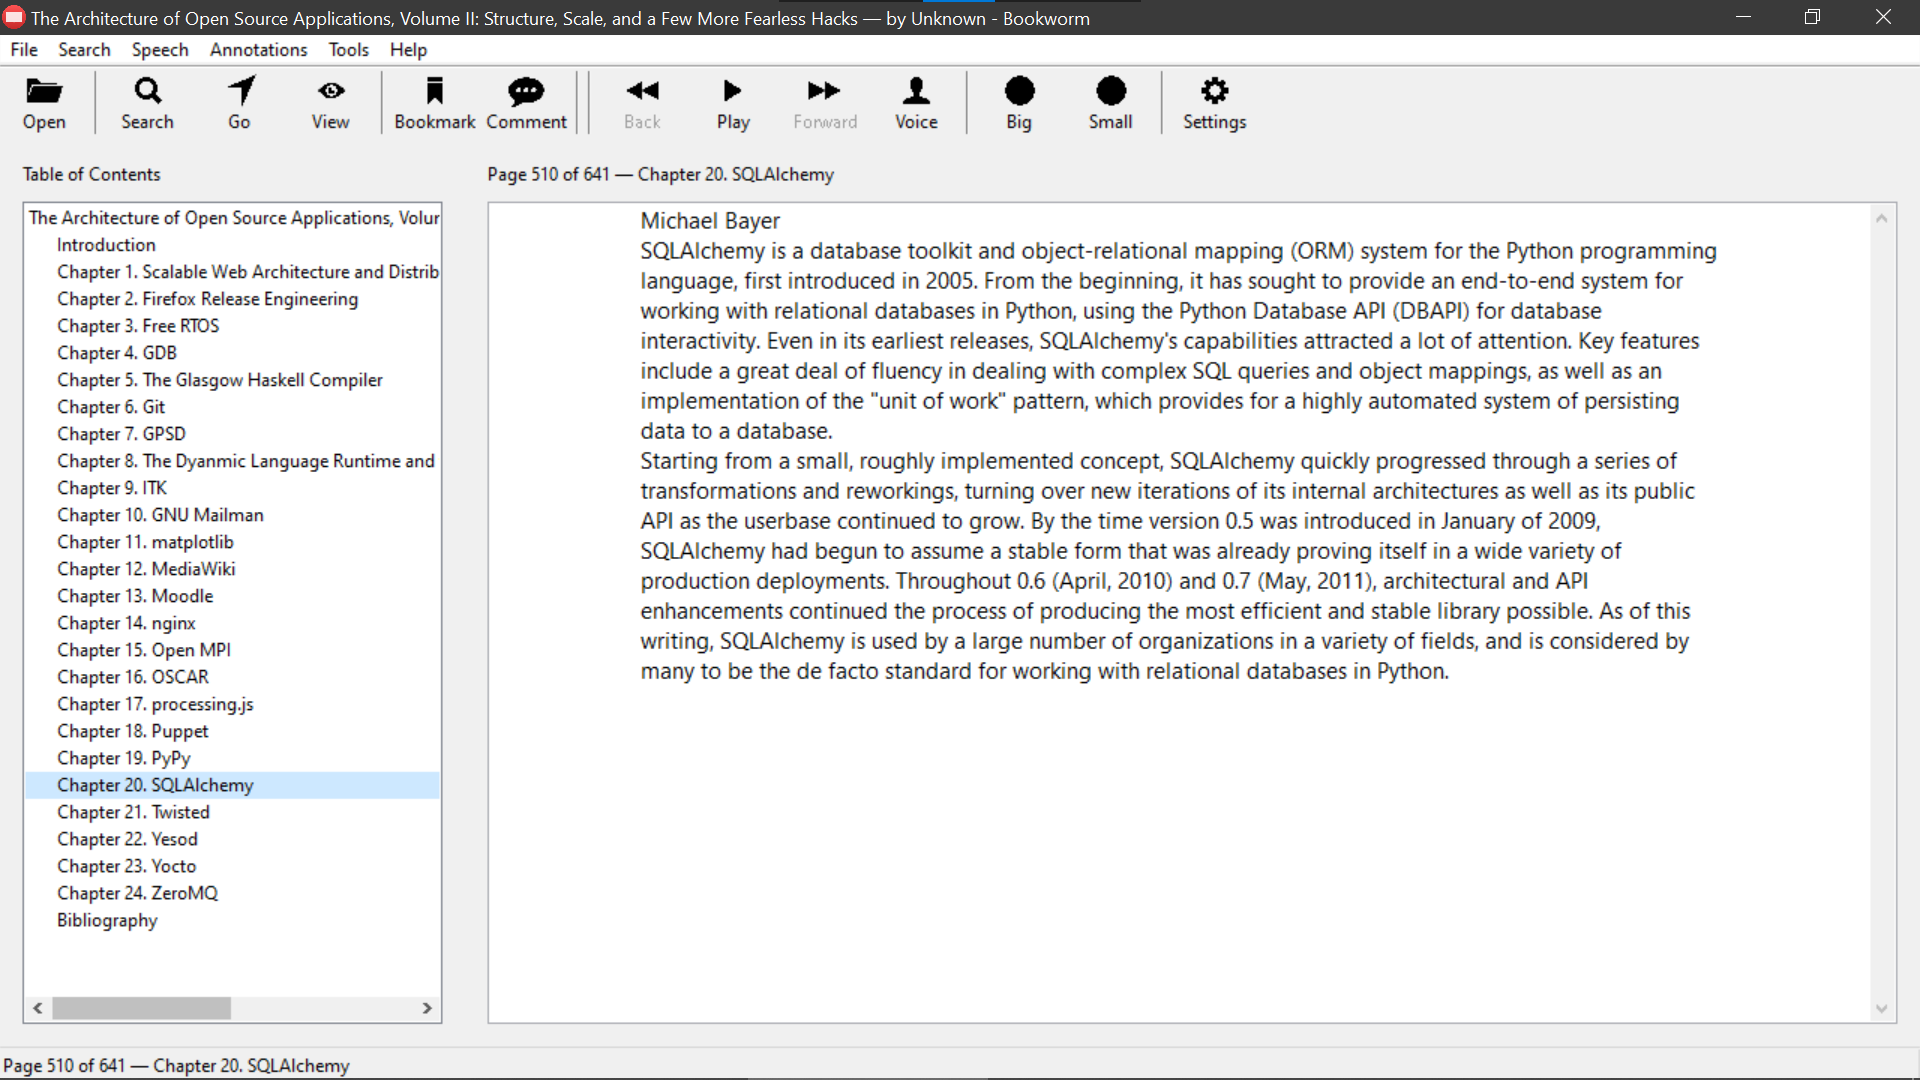 The Architecture of Open Source Applications, Volume II: Structure, Scale, and a Few More Fearless Hacks — by Unknown - Bookworm
File Search Speech Annotations Tools Help
Open Search Go View Bookmark Comment Back Play Forward Voice Big Small Settings
Table of Contents
The Architecture of Open Source Applications, Volur
Introduction
Chapter 1. Scalable Web Architecture and Distrib
Chapter 2. Firefox Release Engineering
Chapter 3. Free RTOS
Chapter 4. GDB
Chapter 5. The Glasgow Haskell Compiler
Chapter 6. Git
Chapter 7. GPSD
Chapter 8. The Dyanmic Language Runtime and
Chapter 9. ITK
Chapter 10. GNU Mailman
Chapter 11. matplotlib
Chapter 12. MediaWiki
Chapter 13. Moodle
Chapter 14. nginx
Chapter 15. Open MPI
Chapter 16. OSCAR
Chapter 17. processing.js
Chapter 18. Puppet
Chapter 19. PyPy
Chapter 20. SQLAlchemy
Chapter 21. Twisted
Chapter 22. Yesod
Chapter 23. Yocto
Chapter 24. ZeroMQ
Bibliography
Page 510 of 641 — Chapter 20. SQLAlchemy
Michael Bayer
SQLAlchemy is a database toolkit and object-relational mapping (ORM) system for the Python programming
language, first introduced in 2005. From the beginning, it has sought to provide an end-to-end system for
working with relational databases in Python, using the Python Database API (DBAPI) for database
interactivity. Even in its earliest releases, SQLAlchemy's capabilities attracted a lot of attention. Key features
include a great deal of fluency in dealing with complex SQL queries and object mappings, as well as an
implementation of the "unit of work" pattern, which provides for a highly automated system of persisting
data to a database.
Starting from a small, roughly implemented concept, SQLAlchemy quickly progressed through a series of
transformations and reworkings, turning over new iterations of its internal architectures as well as its public
API as the userbase continued to grow. By the time version 0.5 was introduced in January of 2009,
SQLAlchemy had begun to assume a stable form that was already proving itself in a wide variety of
production deployments. Throughout 0.6 (April, 2010) and 0.7 (May, 2011), architectural and API
enhancements continued the process of producing the most efficient and stable library possible. As of this
writing, SQLAlchemy is used by a large number of organizations in a variety of fields, and is considered by
many to be the de facto standard for working with relational databases in Python.
Page 510 of 641 — Chapter 20. SQLAlchemy